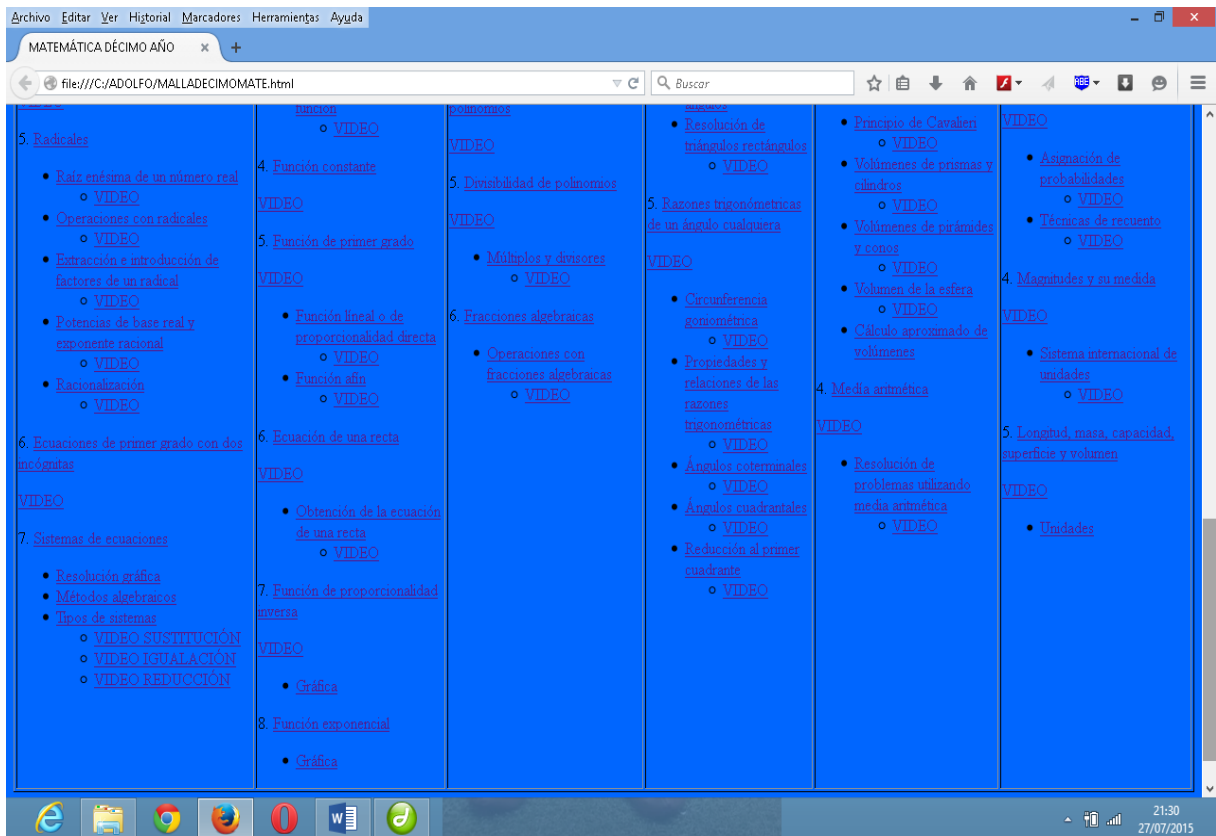 Archivo Editar Ver Historial Marcadores Herramientas Ayuda
MATEMÁTICA DÉCIMO AÑO
file:///C:/ADOLFO/MALLADECIMOMATE.html
Buscar
ABE
VIDEO
5. Radicales
Raíz enésima de un número real
VIDEO
Operaciones con radicales
VIDEO
Extracción e introducción de
factores de un radical
VIDEO
Potencias de base real y
exponente racional
VIDEO
Racionalización
VIDEO
6. Ecuaciones de primer grado con dos
incógnitas
VIDEO
7. Sistemas de ecuaciones
Resolución gráfica
Métodos algebraicos
Tipos de sistemas
VIDEO SUSTITUCIÓN
VIDEO IGUALACIÓN
VIDEO REDUCCIÓN
función
VIDEO
4. Función constante
VIDEO
5. Función de primer grado
VIDEO
Función líneal o de
proporcionalidad directa
VIDEO
Función afín
VIDEO
6. Ecuación de una recta
VIDEO
Obtención de la ecuación
de una recta
VIDEO
7. Función de proporcionalidad
inversa
VIDEO
Gráfica
8. Función exponencial
Gráfica
polinomios
VIDEO
5. Divisibilidad de polinomios
VIDEO
Múltiplos y divisores
VIDEO
6. Fracciones algebraicas
Operaciones con
fracciones algebraicas
VIDEO
ángulos
Resolución de
triángulos rectángulos
VIDEO
5. Razones trigonómetricas
de un ángulo cualquiera
VIDEO
Circunferencia
goniométrica
VIDEO
Propiedades y
relaciones de las
razones
trigonométricas
VIDEO
Ángulos coterminales
VIDEO
Ángulos cuadrantales
VIDEO
Reducción al primer
cuadrante
VIDEO
Principio de Cavalieri
VIDEO
Volúmenes de prismas y
cilindros
VIDEO
Volúmenes de pirámides
y conos
VIDEO
Volumen de la esfera
VIDEO
Cálculo aproximado de
volúmenes
4. Media aritmética
VIDEO
Resolución de
problemas utilizando
media aritmética
VIDEO
VIDEO
Asignación de
probabilidades
VIDEO
Técnicas de recuento
VIDEO
4. Magnitudes y su medida
VIDEO
Sistema internacional de
unidades
VIDEO
5. Longitud, masa, capacidad,
superficie y volumen
VIDEO
Unidades
21:30
27/07/2015